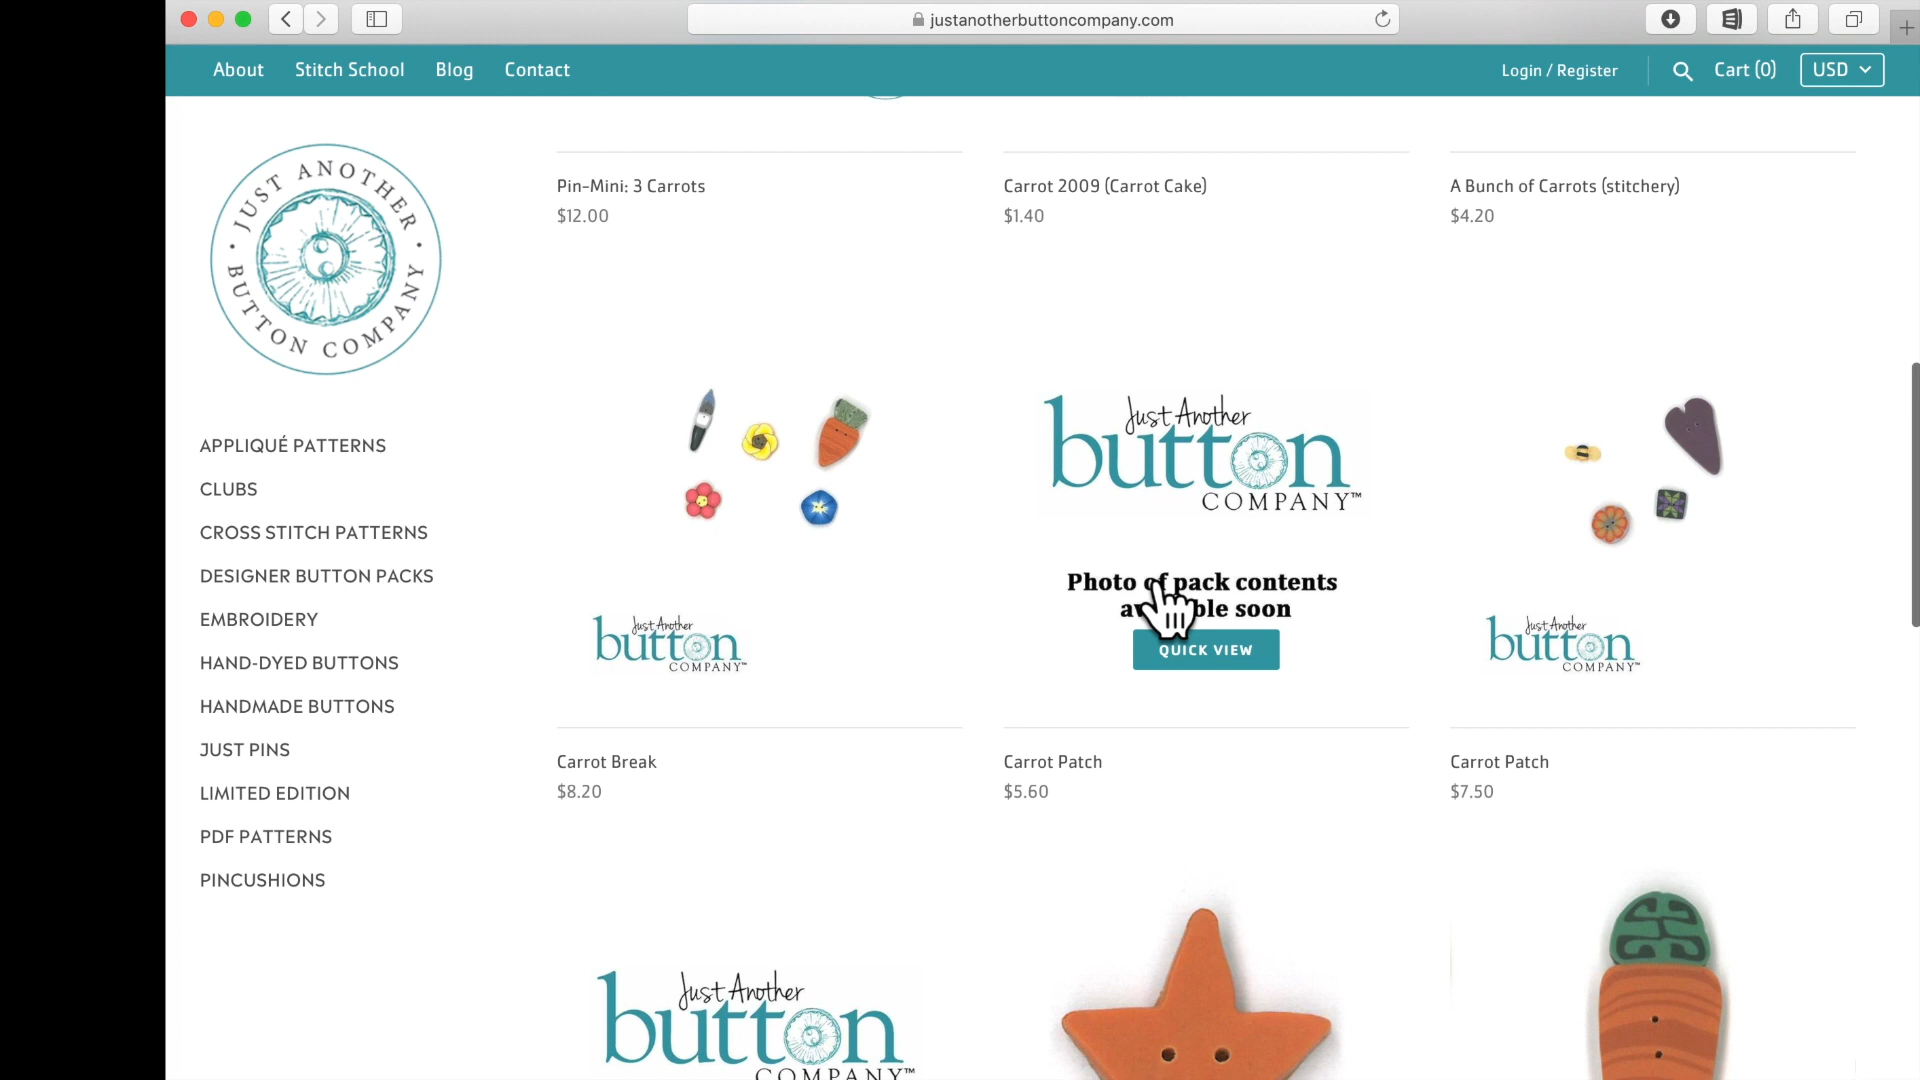 justanotherbuttoncompany.com
About
Stitch School
Blog
Contact
Login / Register
Cart (0)
USD
JUST ANOTHER
BUTTON COMPANY
Pin-Mini: 3 Carrots
$12.00
Carrot 2009 (Carrot Cake)
$1.40
A Bunch of Carrots (stitchery)
$4.20
APPLIQUÉ PATTERNS
CLUBS
CROSS STITCH PATTERNS
DESIGNER BUTTON PACKS
EMBROIDERY
HAND-DYED BUTTONS
HANDMADE BUTTONS
JUST PINS
LIMITED EDITION
PDF PATTERNS
PINCUSHIONS
Just Another
button
COMPANY™
Just Another
button
COMPANY™
Photo of pack contents
soon
QUICK VIEW
Just Another
button
COMPANY™
Carrot Break
$8.20
Carrot Patch
$5.60
Carrot Patch
$7.50
Just Another
button
COMPANY™